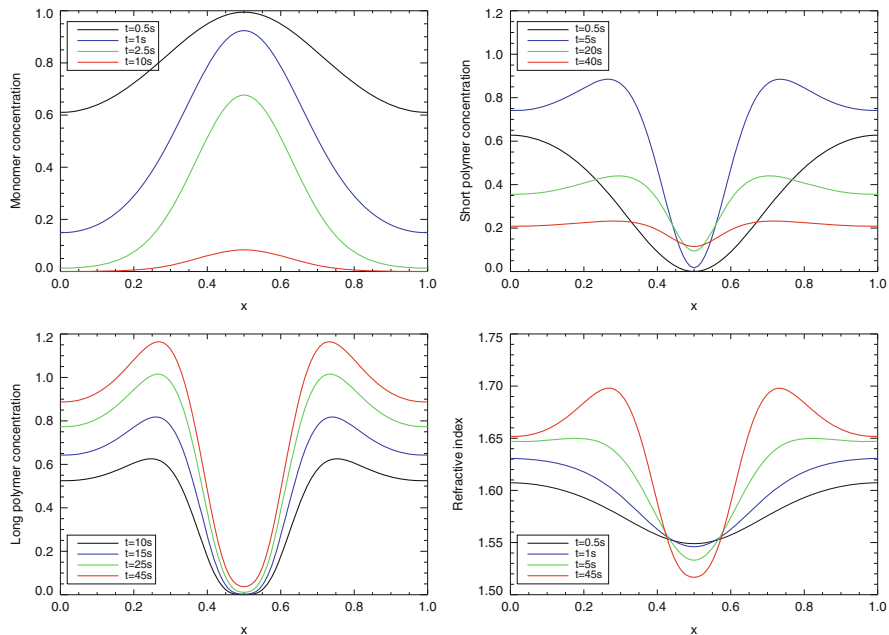 Monomer concentration
1.0
0.8
0.6
0.4
0.2
0.0
t=0.5s
t=1s
t=2.5s
t=10s
0.0 0.2 0.4 0.6 0.8 1.0
x
Short polymer concentration
1.2
1.0
0.8
0.6
0.4
0.2
0.0
t=0.5s
t=5s
t=20s
t=40s
0.0 0.2 0.4 0.6 0.8 1.0
x
Long polymer concentration
1.2
1.0
0.8
0.6
0.4
0.2
0.0
t=10s
t=15s
t=25s
t=45s
0.0 0.2 0.4 0.6 0.8 1.0
x
Refractive index
1.75
1.70
1.65
1.60
1.55
1.50
t=0.5s
t=1s
t=5s
t=45s
0.0 0.2 0.4 0.6 0.8 1.0
x